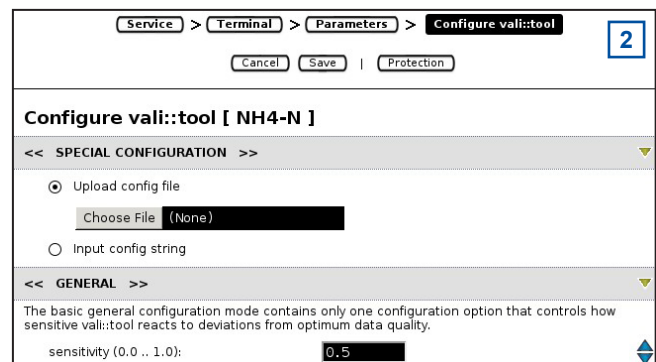 Service > Terminal > Parameters > Configure vali::tool
2
Cancel Save | Protection
Configure vali::tool [ NH4-N ]
<< SPECIAL CONFIGURATION >>
Upload config file
Choose File (None)
Input config string
<< GENERAL >>
The basic general configuration mode contains only one configuration option that controls how
sensitive vali::tool reacts to deviations from optimum data quality.
sensitivity (0.0 .. 1.0): 0.5